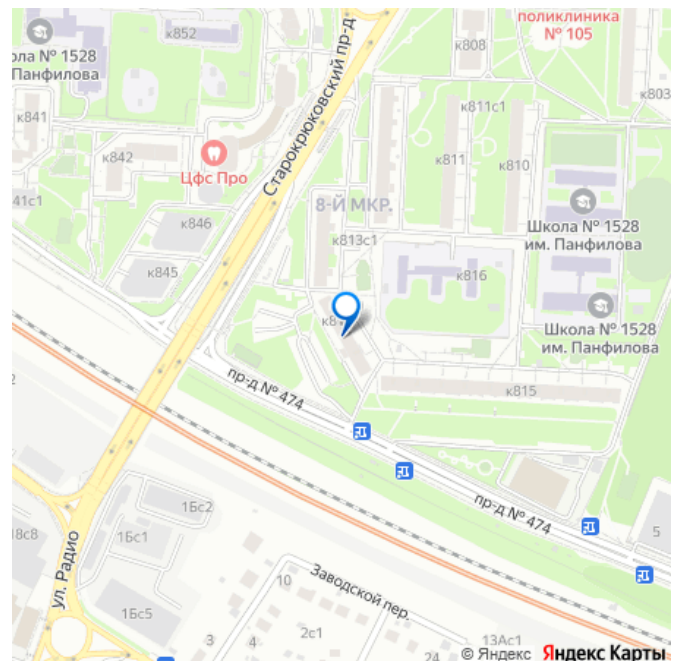 поликлиника
№ 105
к852
к808
ола № 1528
Панфилова
к803
к841
к811с1
к842
Цфс Про
Старокрюковский пр-д
к811
к810
41с1
8-Й МКР.
Школа № 1528
им. Панфилова
к846
к813с1
к845
к816
Школа № 1528
им. Панфилова
2
пр-д № 474
к815
1Бс2
пр-д № 474
18с8
1Бс1
5
ул. Радио
10
Заводской пер.
1Бс5
3
4
2с1
13Ас1
24
© Яндекс Яндекс Карты